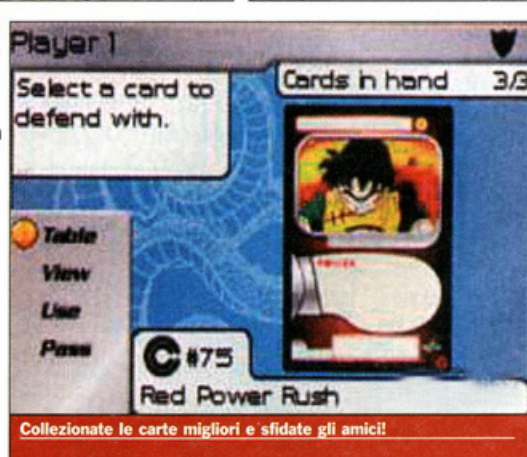 Player 1
Select a card to
defend with.
Cards in hand 3/3
Table
View
Use
Pass
POWER
C #75
Red Power Rush
Collezionate le carte migliori e sfidate gli amici!